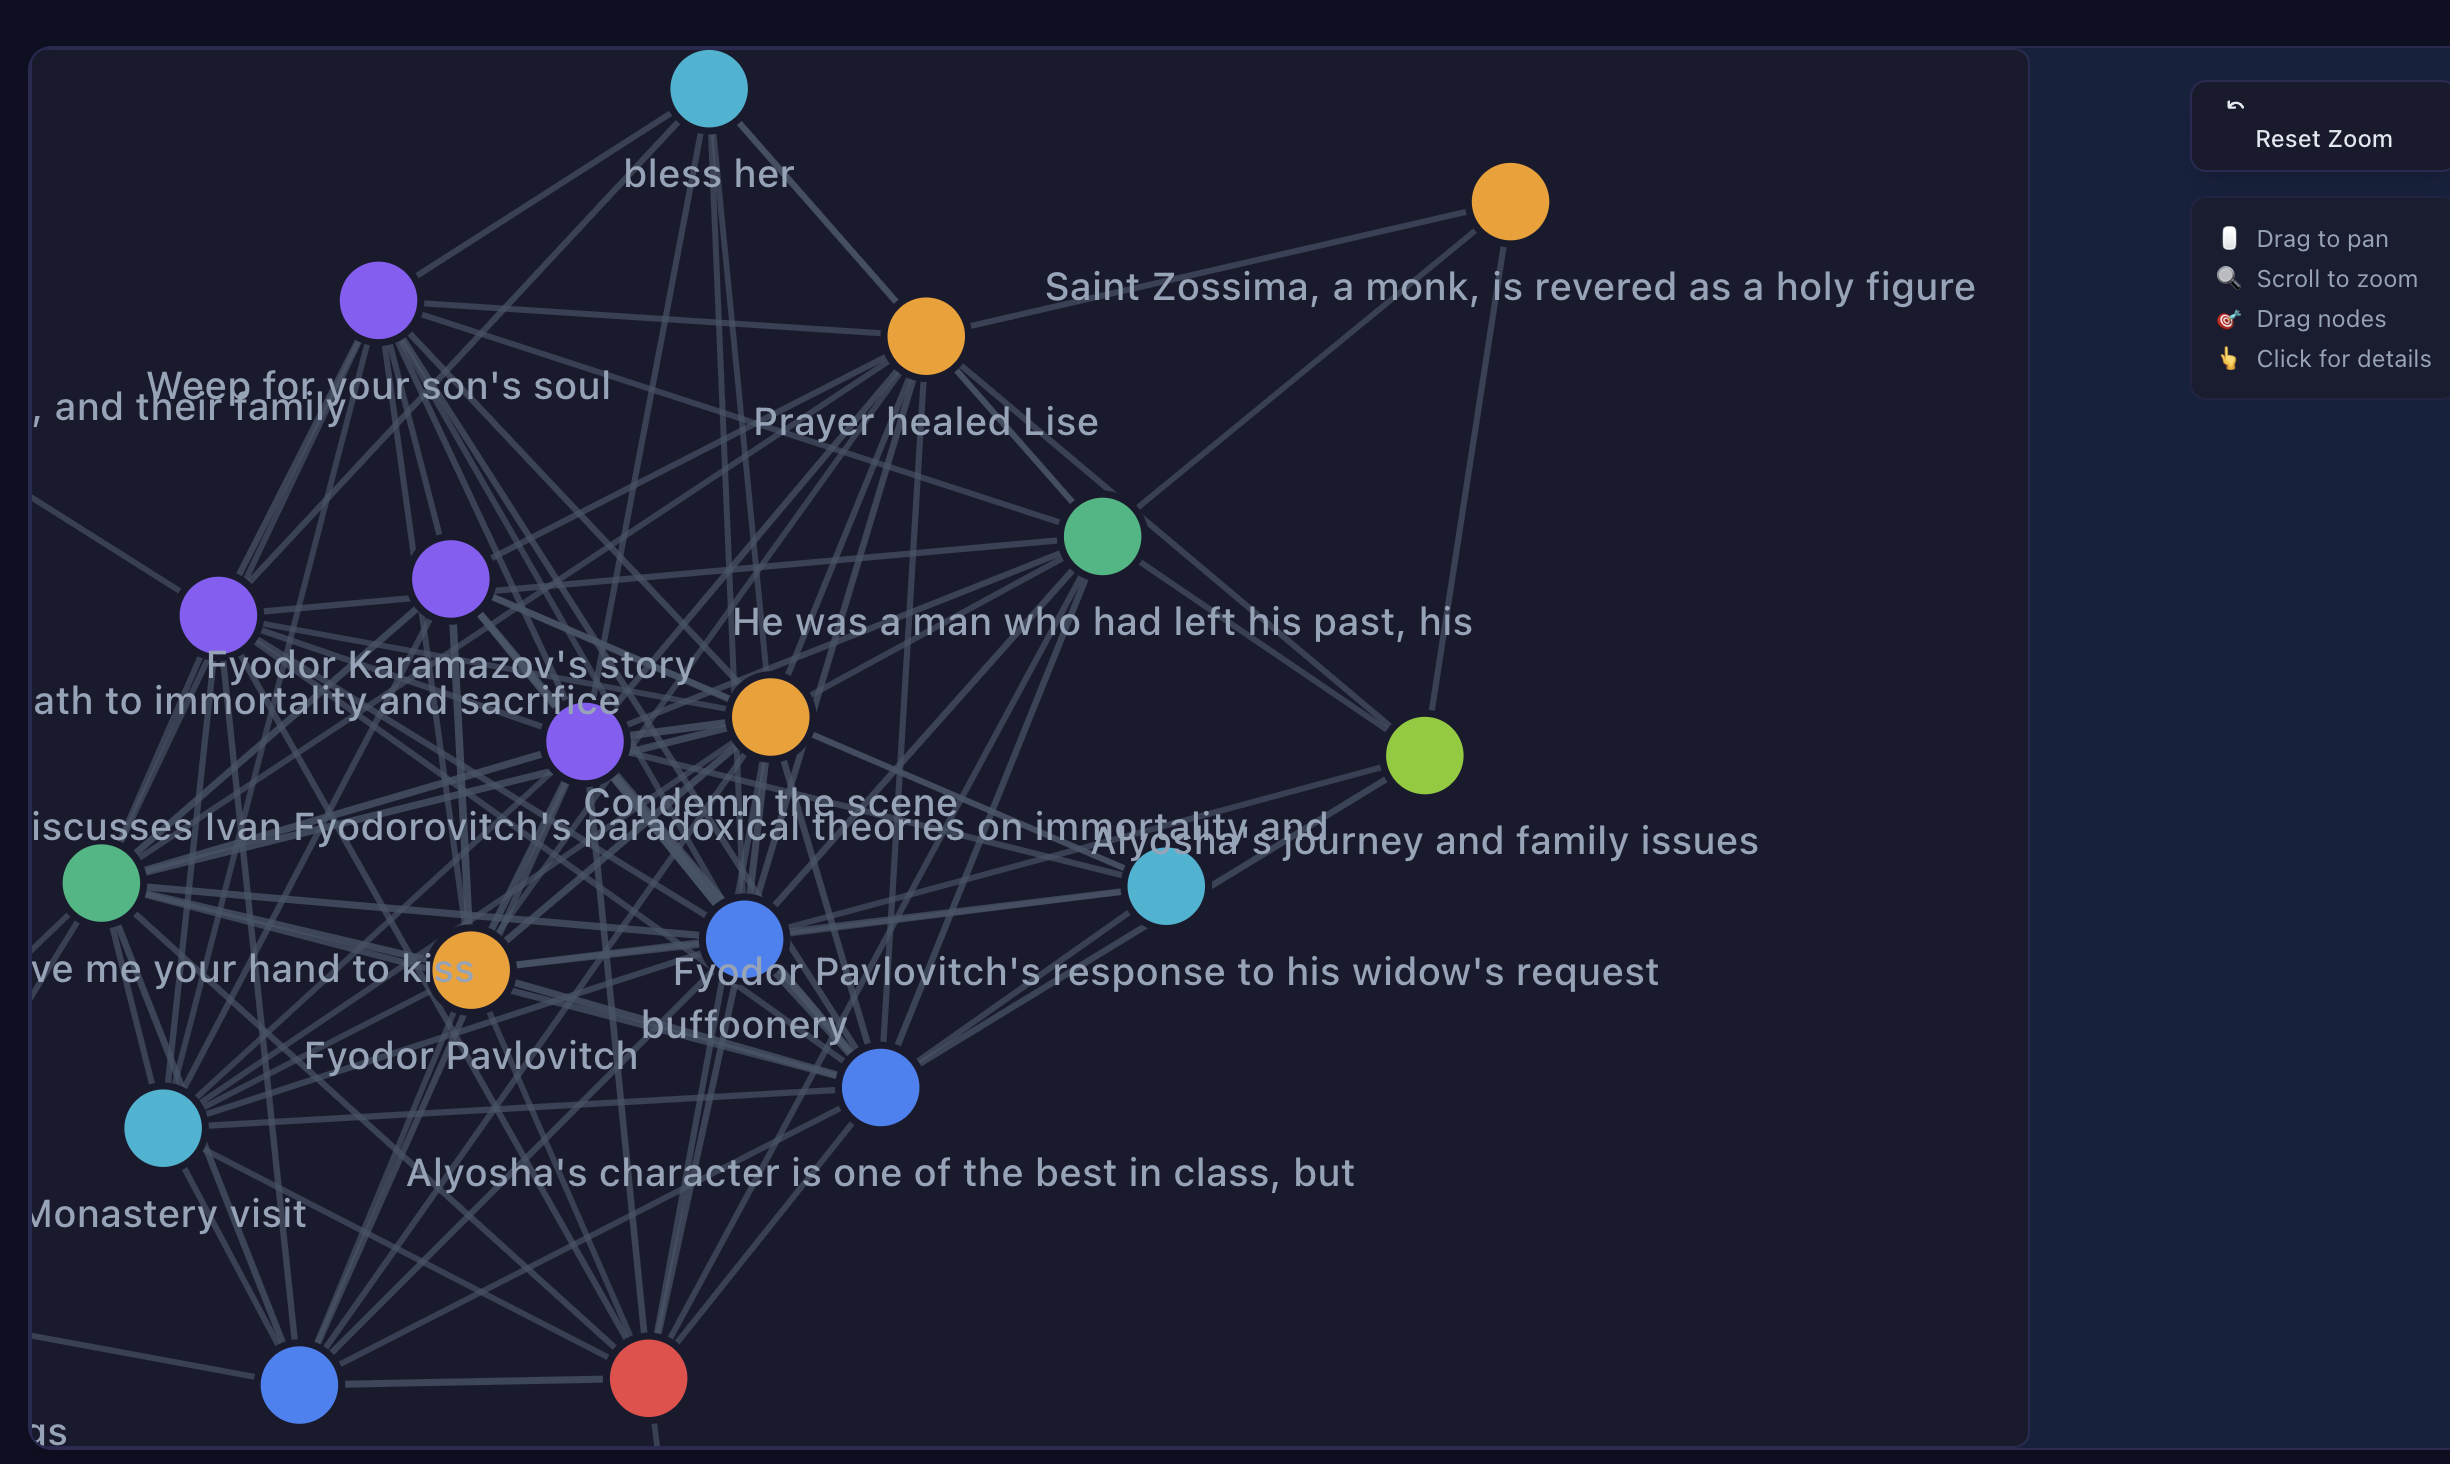 bless her
Saint Zossima, a monk, is revered as a holy figure
Weep for your son's soul
, and their family
Prayer healed Lise
He was a man who had left his past, his
Fyodor Karamazov's story
ath to immortality and sacrifice
Condemn the scene
iscusses Ivan Fyodorovitch's paradoxical theories on immortality and
Alyosha's journey and family issues
ve me your hand to kiss
Fyodor Pavlovitch's response to his widow's request
buffoonery
Fyodor Pavlovitch
Alyosha's character is one of the best in class, but
Monastery visit
gs
Reset Zoom
Drag to pan
Scroll to zoom
Drag nodes
Click for details